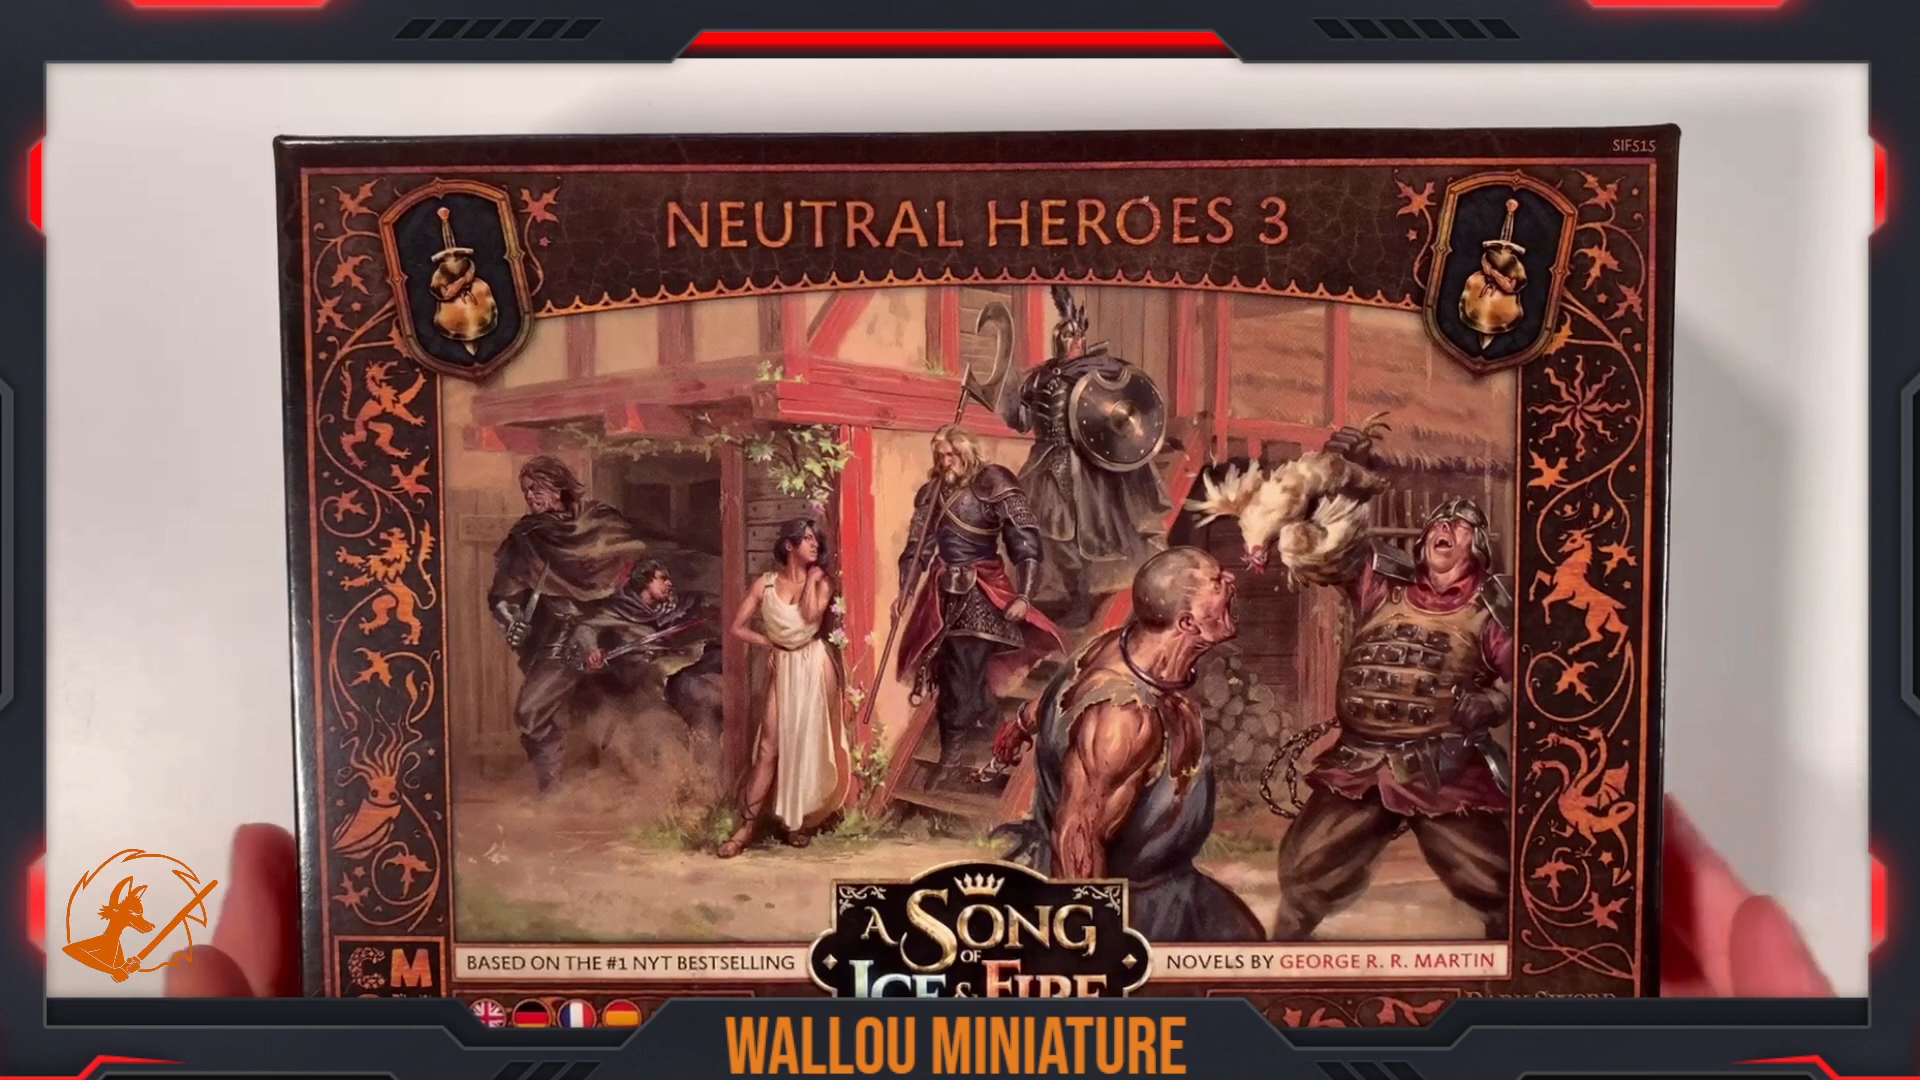 SIF515
NEUTRAL HEROES 3
A SONG
OF
ICE & FIRE
BASED ON THE #1 NYT BESTSELLING
NOVELS BY GEORGE R. R. MARTIN
WALLOU MINIATURE